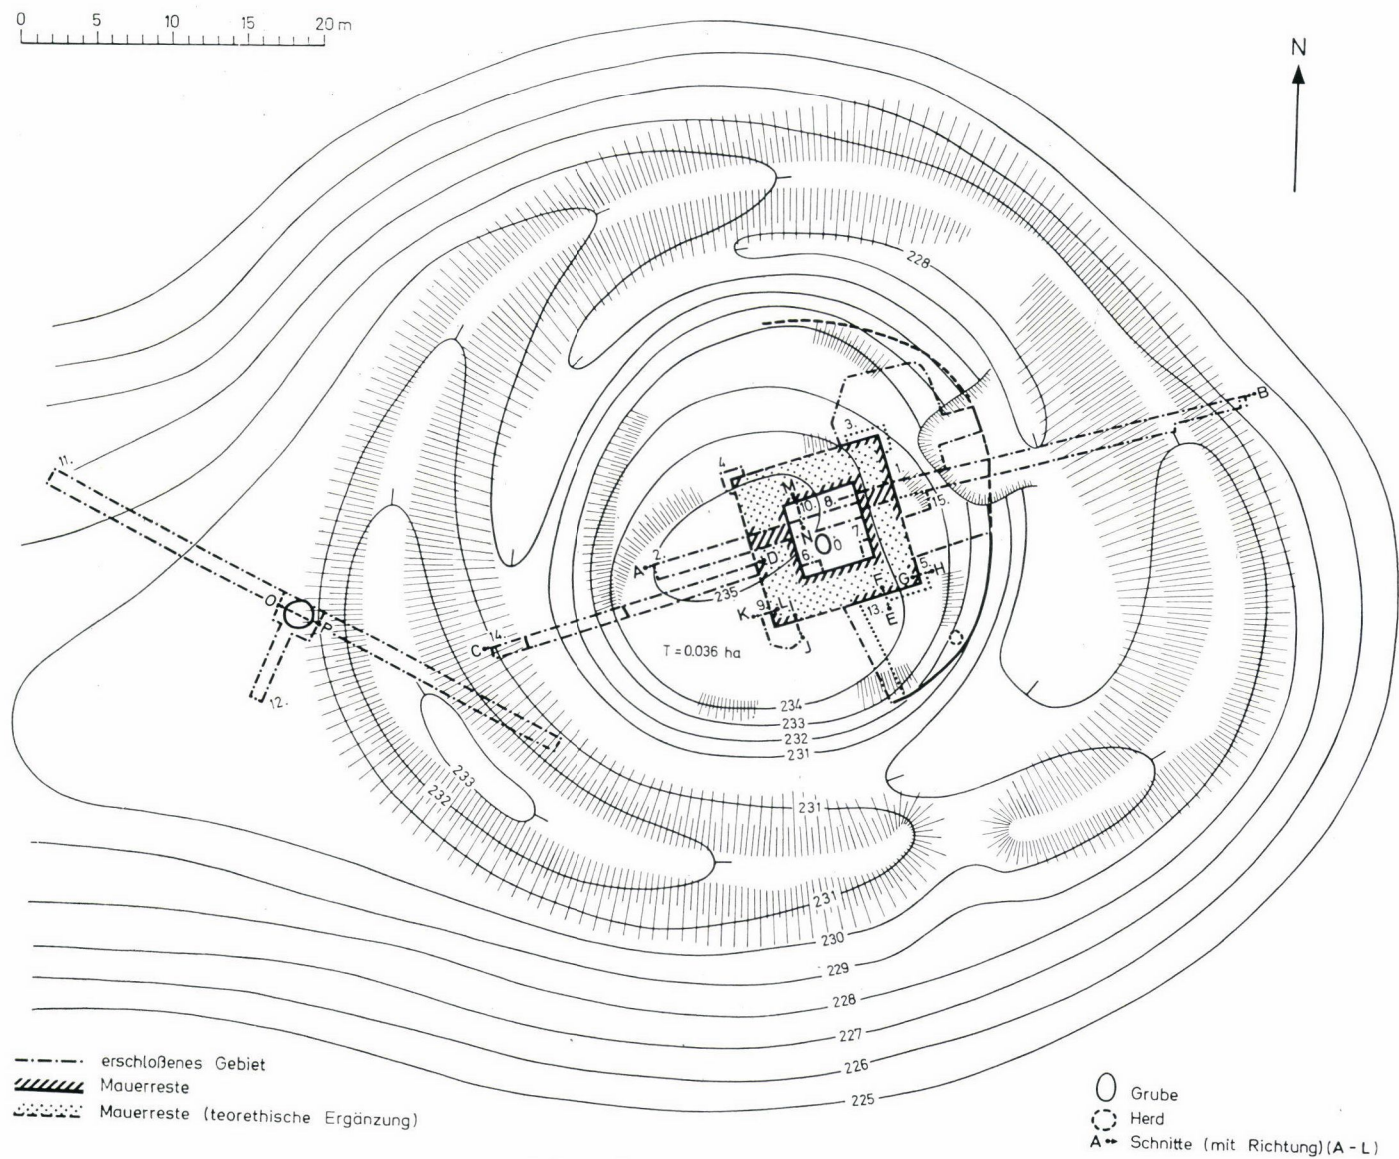 0 5 10 15 20 m
N
228
B
3.
4.
1.
11.
M
10.
8.
15.
N
7.
0
2.
A
D
6.
5.
H
F
G
235
O
P
K
9.
L
13.
E
14.
C
J
T = 0.036 ha
12.
234
233
232
231
233
232
231
231
230
229
228
227
226
225
erschloßenes Gebiet
Mauerreste
Mauerreste (teorethische Ergänzung)
Grube
Herd
A Schnitte (mit Richtung) (A - L)